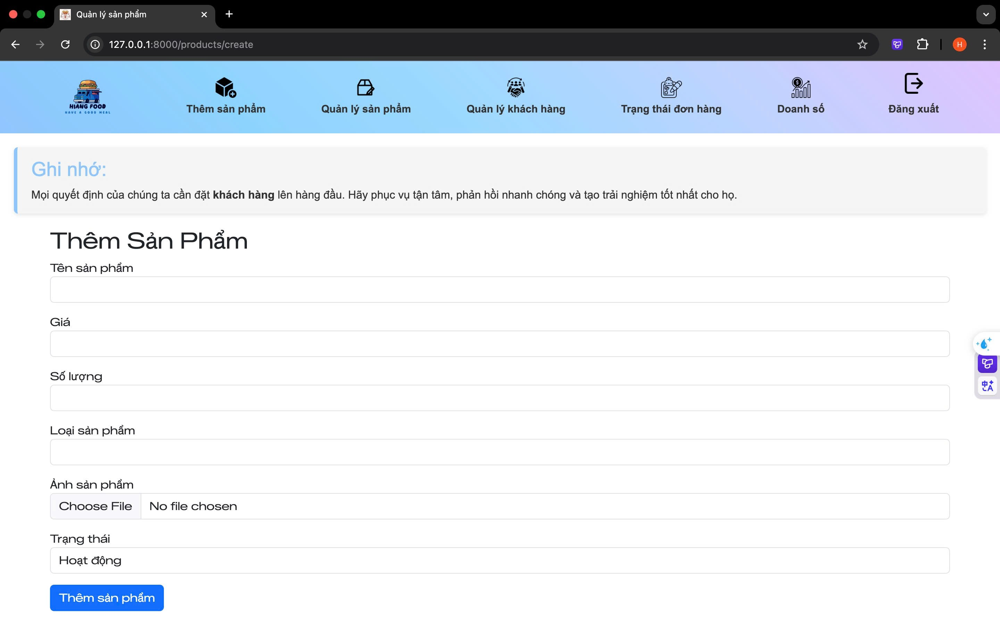 Quản lý sản phẩm
127.0.0.1:8000/products/create
H
HIANG FOOD
HAVE A GOOD MEAL
Thêm sản phẩm
Quản lý sản phẩm
Quản lý khách hàng
Trạng thái đơn hàng
Doanh số
Đăng xuất
Ghi nhớ:
Mọi quyết định của chúng ta cần đặt khách hàng lên hàng đầu. Hãy phục vụ tận tâm, phản hồi nhanh chóng và tạo trải nghiệm tốt nhất cho họ.
Thêm Sản Phẩm
Tên sản phẩm
Giá
Số lượng
Loại sản phẩm
Ảnh sản phẩm
Choose File No file chosen
Trạng thái
Hoạt động
Thêm sản phẩm